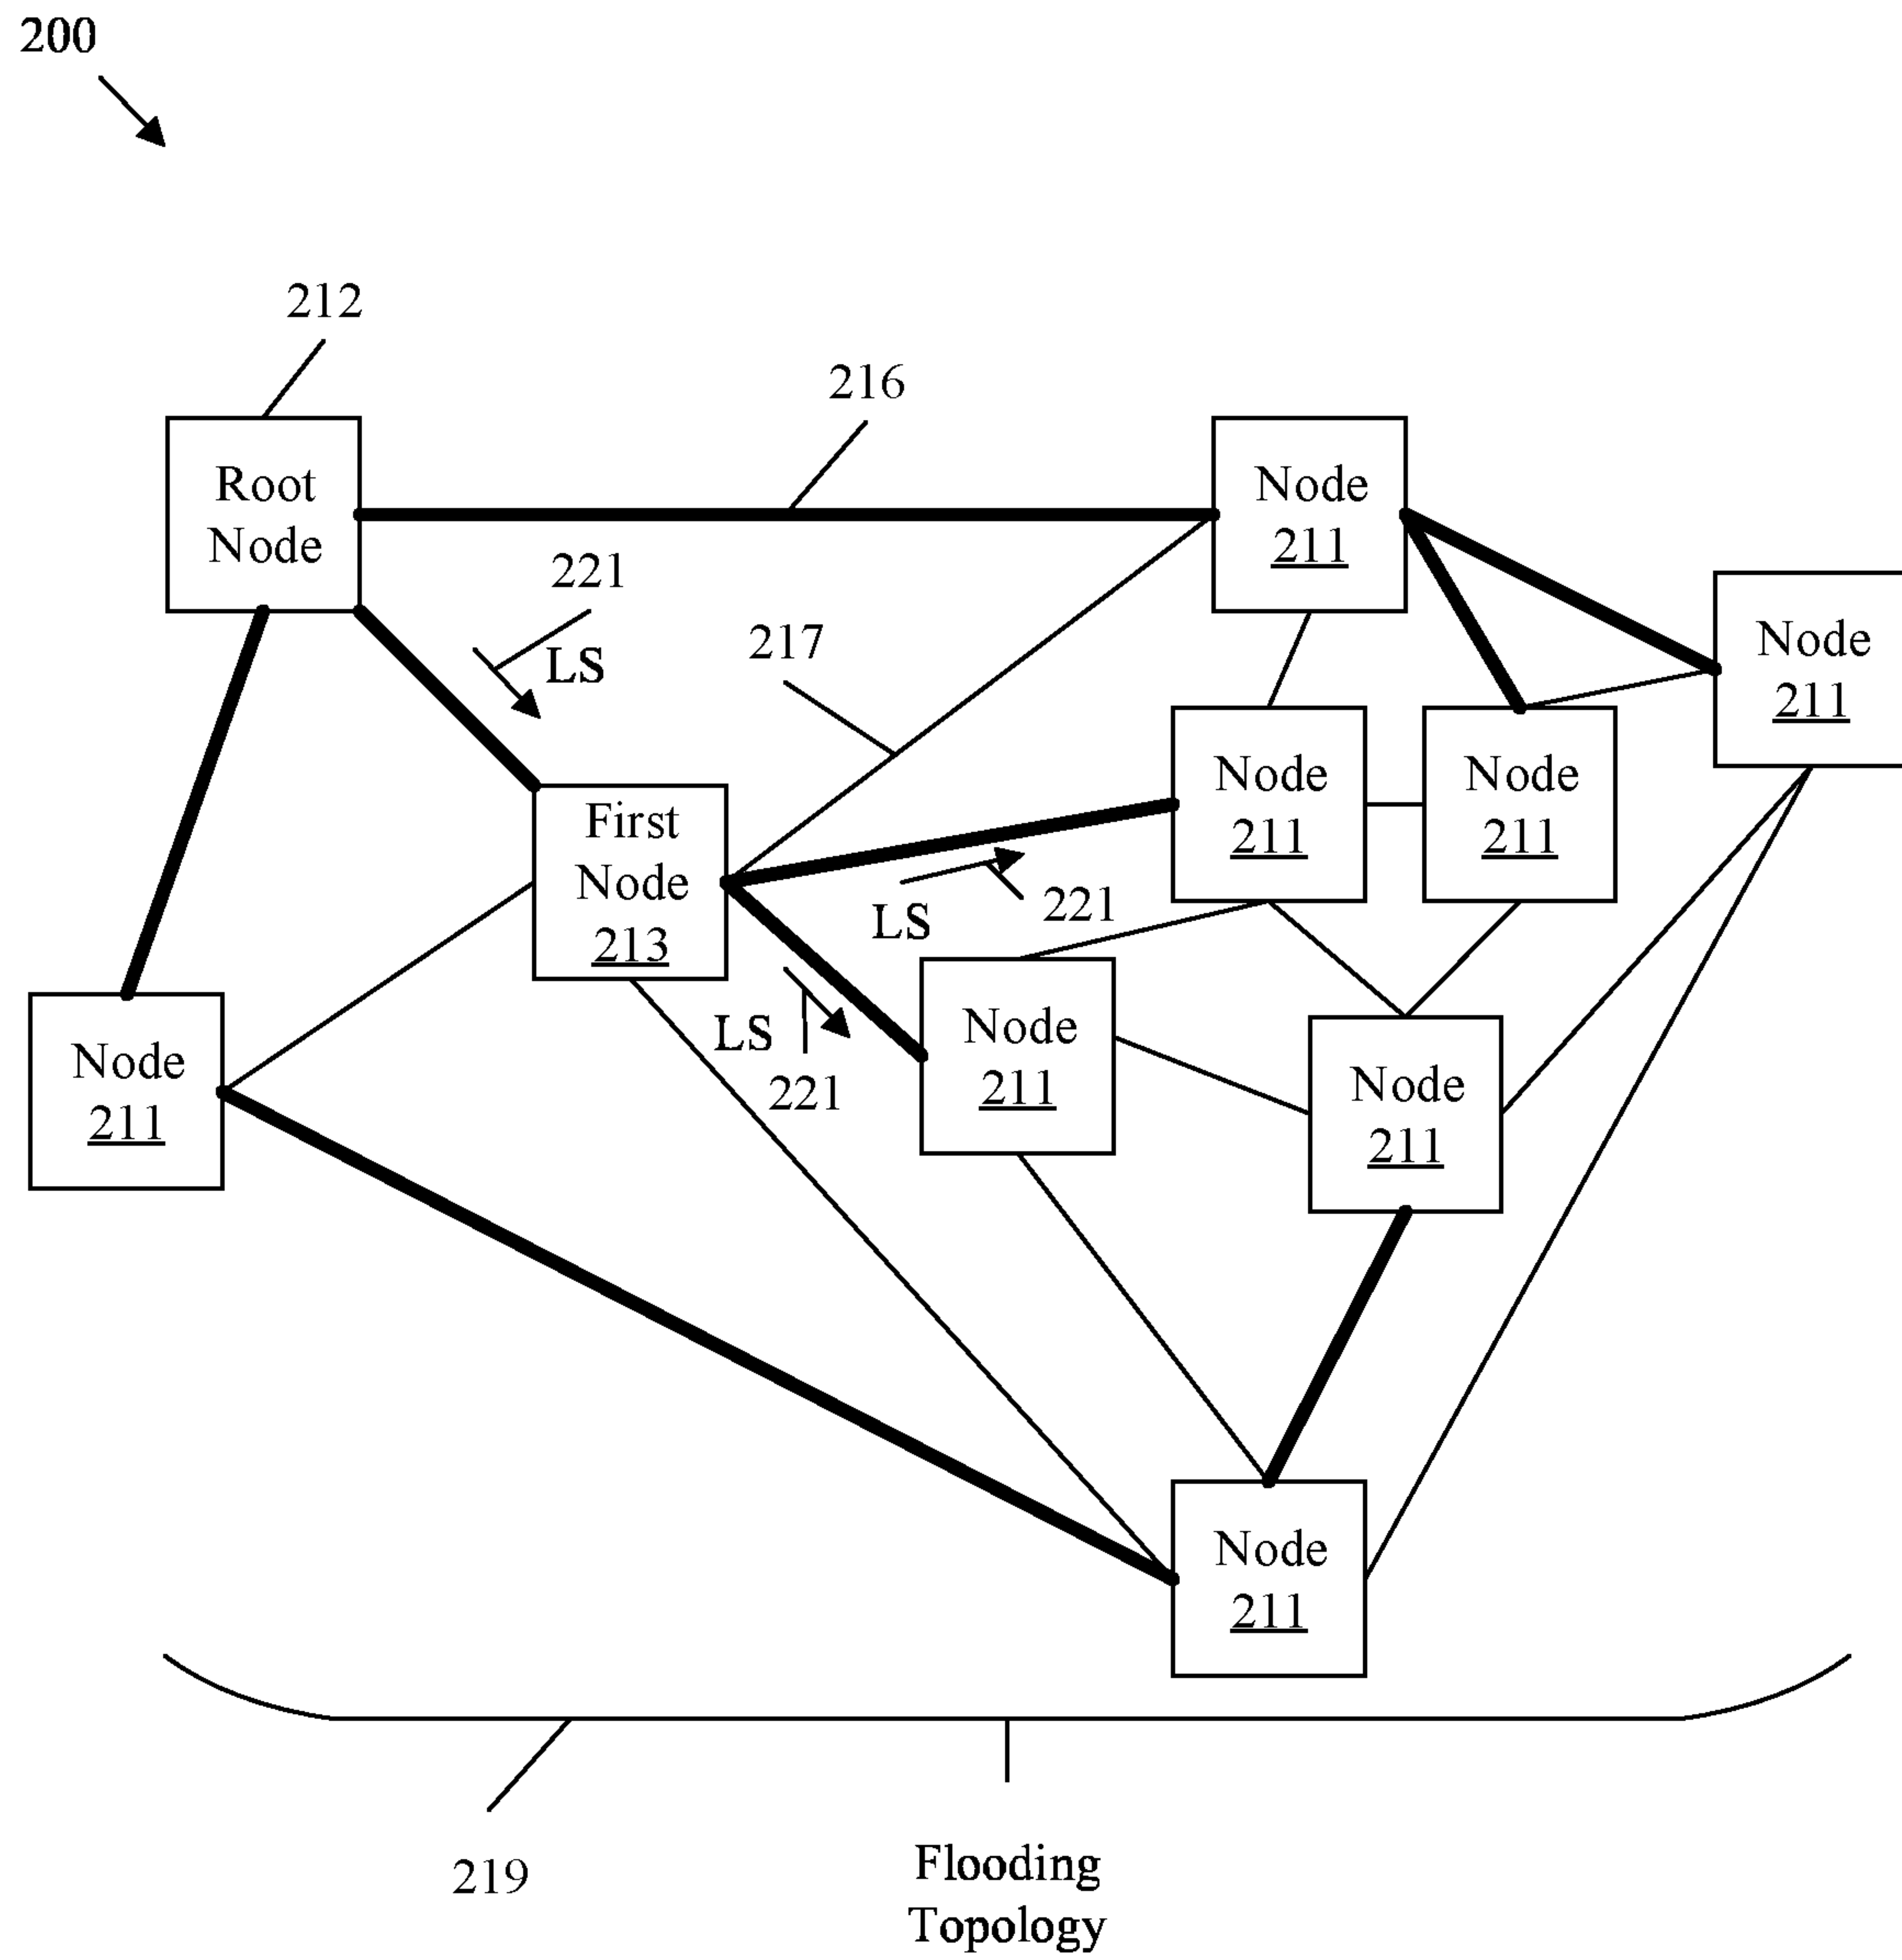 200
212
216
Root
Node
Node
211
221
LS
217
Node
211
First
Node
213
Node
211
Node
211
221
LS
LS
221
Node
211
Node
211
Node
211
Node
211
219
Flooding
Topology